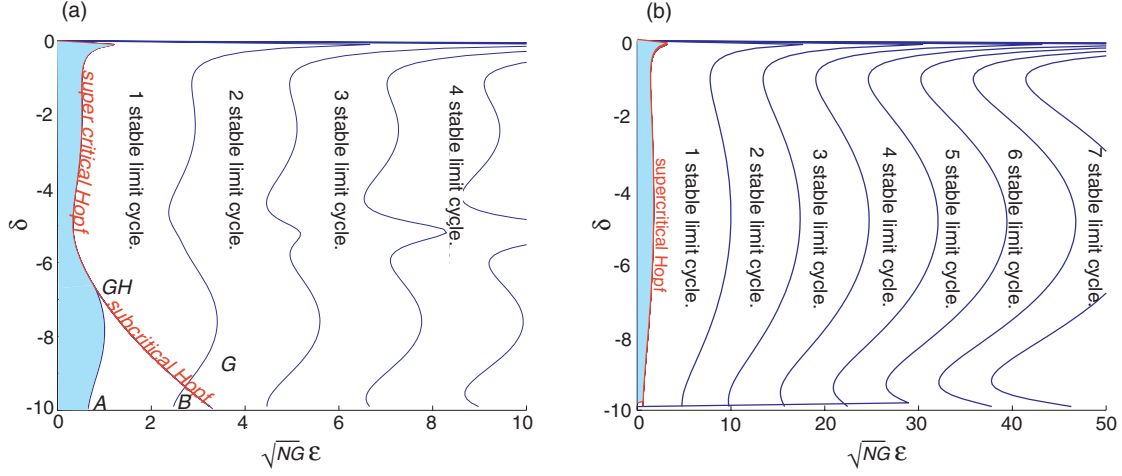 (a)
0
-2
-4
-6
-8
-10
δ
0
2
4
6
8
10
√NG ε
super critical Hopf
1 stable limit cycle.
2 stable limit cycle.
3 stable limit cycle.
4 stable limit cycle.
GH
subcritical Hopf
G
A
B
(b)
0
-2
-4
-6
-8
-10
δ
0
10
20
30
40
50
√NG ε
supercritical Hopf
1 stable limit cycle.
2 stable limit cycle.
3 stable limit cycle.
4 stable limit cycle.
5 stable limit cycle.
6 stable limit cycle.
7 stable limit cycle.